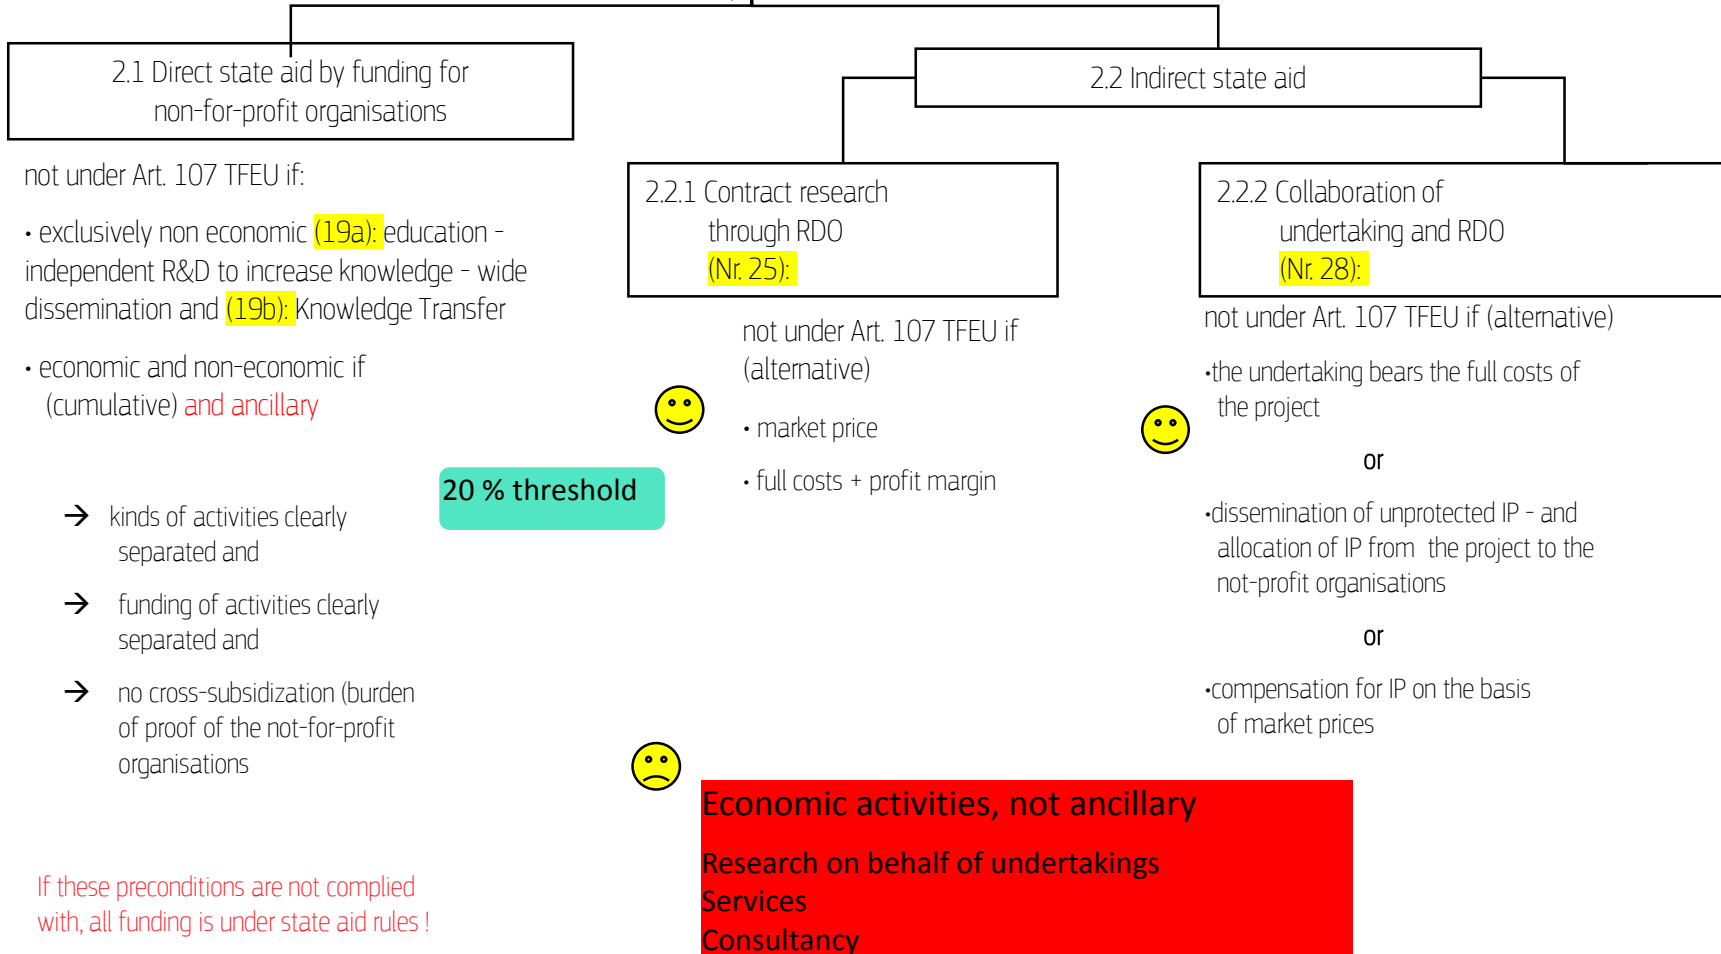 2.1 Direct state aid by funding for
non-for-profit organisations
not under Art. 107 TFEU if:
• exclusively non economic (19a): education -
independent R&D to increase knowledge - wide
dissemination and (19b): Knowledge Transfer
• economic and non-economic if
(cumulative) and ancillary
20 % threshold
→ kinds of activities clearly
separated and
→ funding of activities clearly
separated and
→ no cross-subsidization (burden
of proof of the not-for-profit
organisations
If these preconditions are not complied
with, all funding is under state aid rules !
2.2 Indirect state aid
2.2.1 Contract research
through RDO
(Nr. 25):
not under Art. 107 TFEU if
(alternative)
• market price
• full costs + profit margin
2.2.2 Collaboration of
undertaking and RDO
(Nr. 28):
not under Art. 107 TFEU if (alternative)
•the undertaking bears the full costs of
the project
or
•dissemination of unprotected IP - and
allocation of IP from the project to the
not-profit organisations
or
•compensation for IP on the basis
of market prices
Economic activities, not ancillary
Research on behalf of undertakings
Services
Consultancy